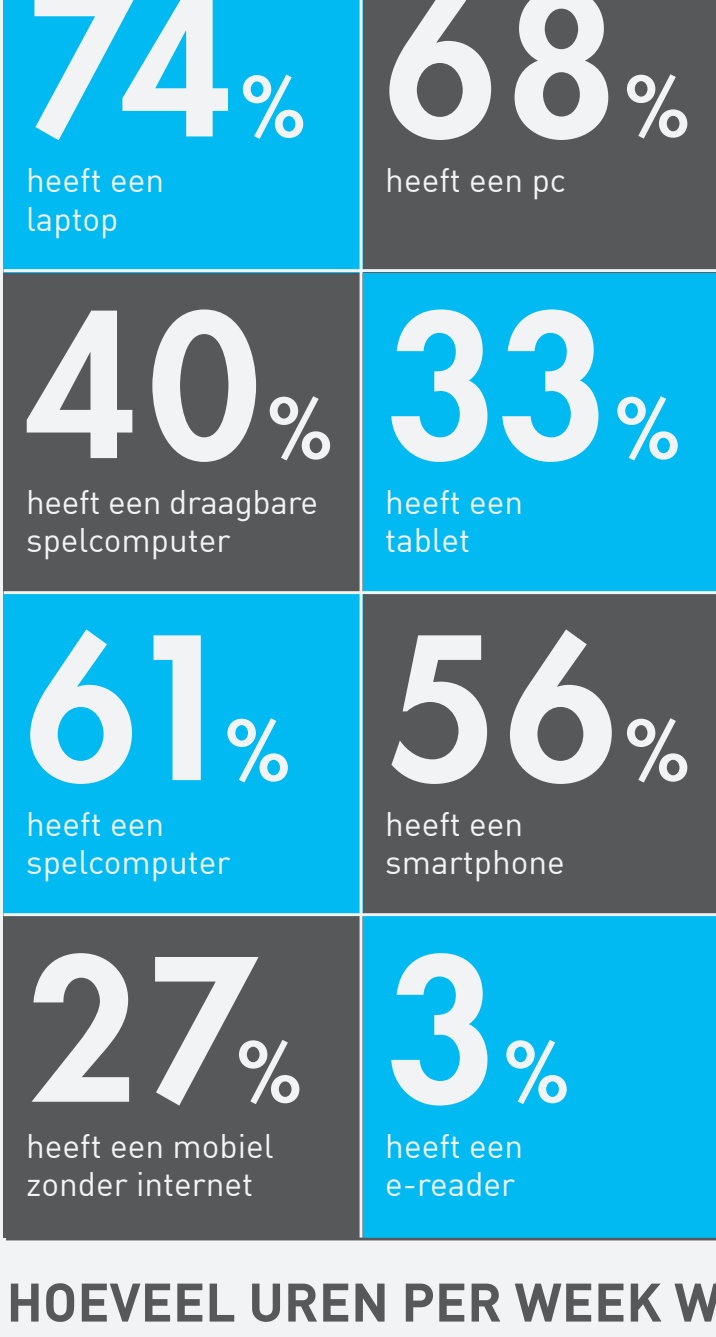 74%
heeft een
laptop
68%
heeft een pc
40%
heeft een draagbare
spelcomputer
33%
heeft een
tablet
61%
heeft een
spelcomputer
56%
heeft een
smartphone
27%
heeft een mobiel
zonder internet
3%
heeft een
e-reader
HOEVEEL UREN PER WEEK W